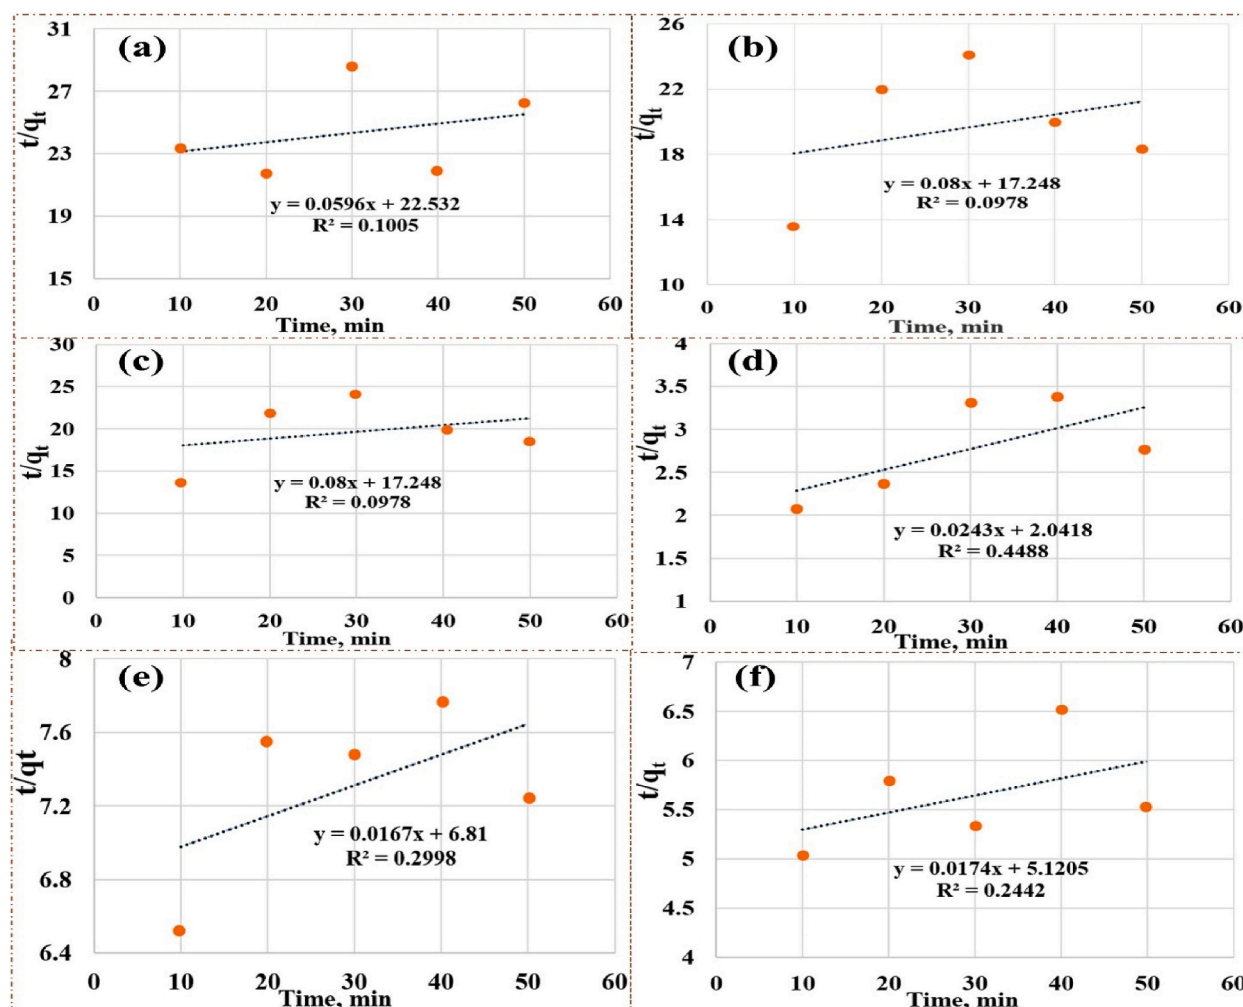 (a)
31
27
23
19
15
t/qt
y = 0.0596x + 22.532
R² = 0.1005
0 10 20 30 40 50 60
Time, min
(b)
26
22
18
14
10
t/qt
y = 0.08x + 17.248
R² = 0.0978
0 10 20 30 40 50 60
Time, min
(c)
30
25
20
15
10
5
0
t/qt
y = 0.08x + 17.248
R² = 0.0978
0 10 20 30 40 50 60
Time, min
(d)
4
3.5
3
2.5
2
1.5
1
t/qt
y = 0.0243x + 2.0418
R² = 0.4488
0 10 20 30 40 50 60
Time, min
(e)
8
7.6
7.2
6.8
6.4
t/qt
y = 0.0167x + 6.81
R² = 0.2998
0 10 20 30 40 50 60
Time, min
(f)
7
6.5
6
5.5
5
4.5
4
t/qt
y = 0.0174x + 5.1205
R² = 0.2442
0 10 20 30 40 50 60
Time, min